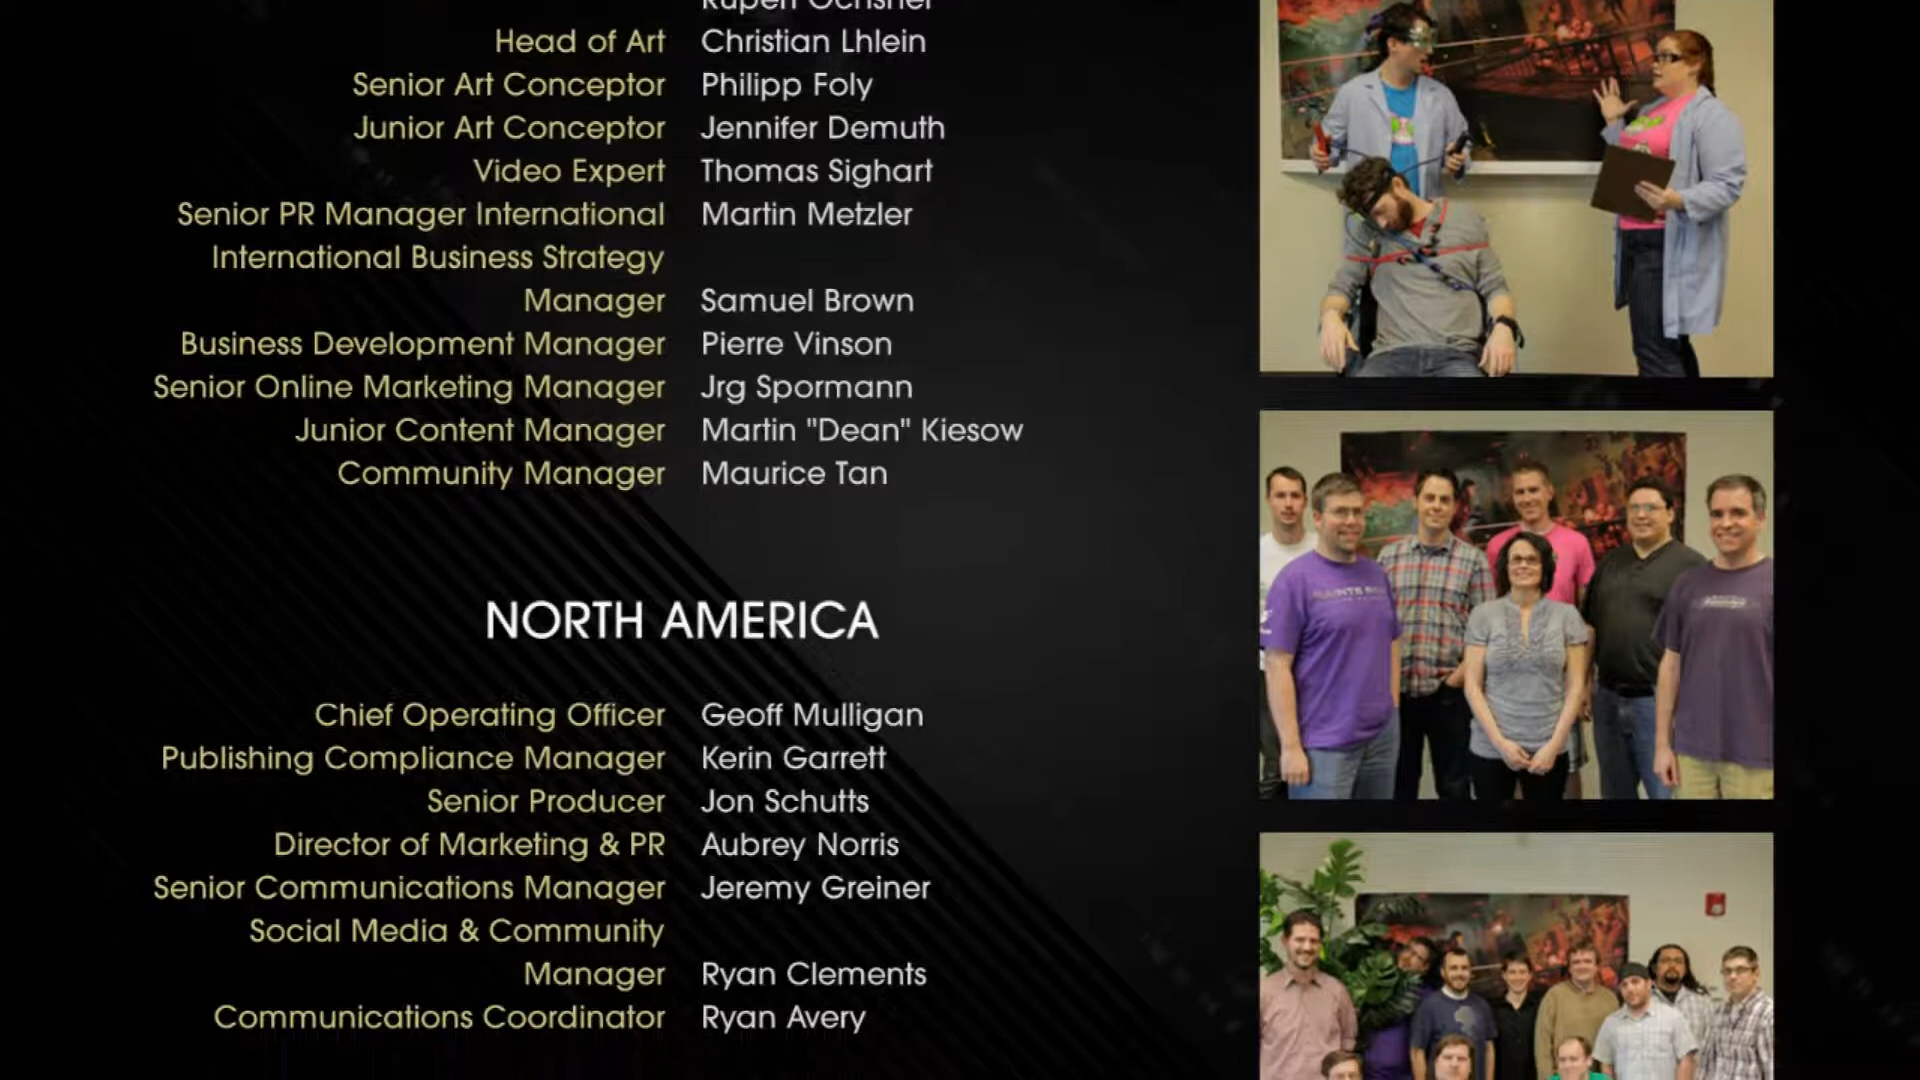 Rupert Ochsner
Head of Art Christian Lhlein
Senior Art Conceptor Philipp Foly
Junior Art Conceptor Jennifer Demuth
Video Expert Thomas Sighart
Senior PR Manager International Martin Metzler
International Business Strategy
Manager Samuel Brown
Business Development Manager Pierre Vinson
Senior Online Marketing Manager Jrg Spormann
Junior Content Manager Martin "Dean" Kiesow
Community Manager Maurice Tan
NORTH AMERICA
Chief Operating Officer Geoff Mulligan
Publishing Compliance Manager Kerin Garrett
Senior Producer Jon Schutts
Director of Marketing & PR Aubrey Norris
Senior Communications Manager Jeremy Greiner
Social Media & Community
Manager Ryan Clements
Communications Coordinator Ryan Avery